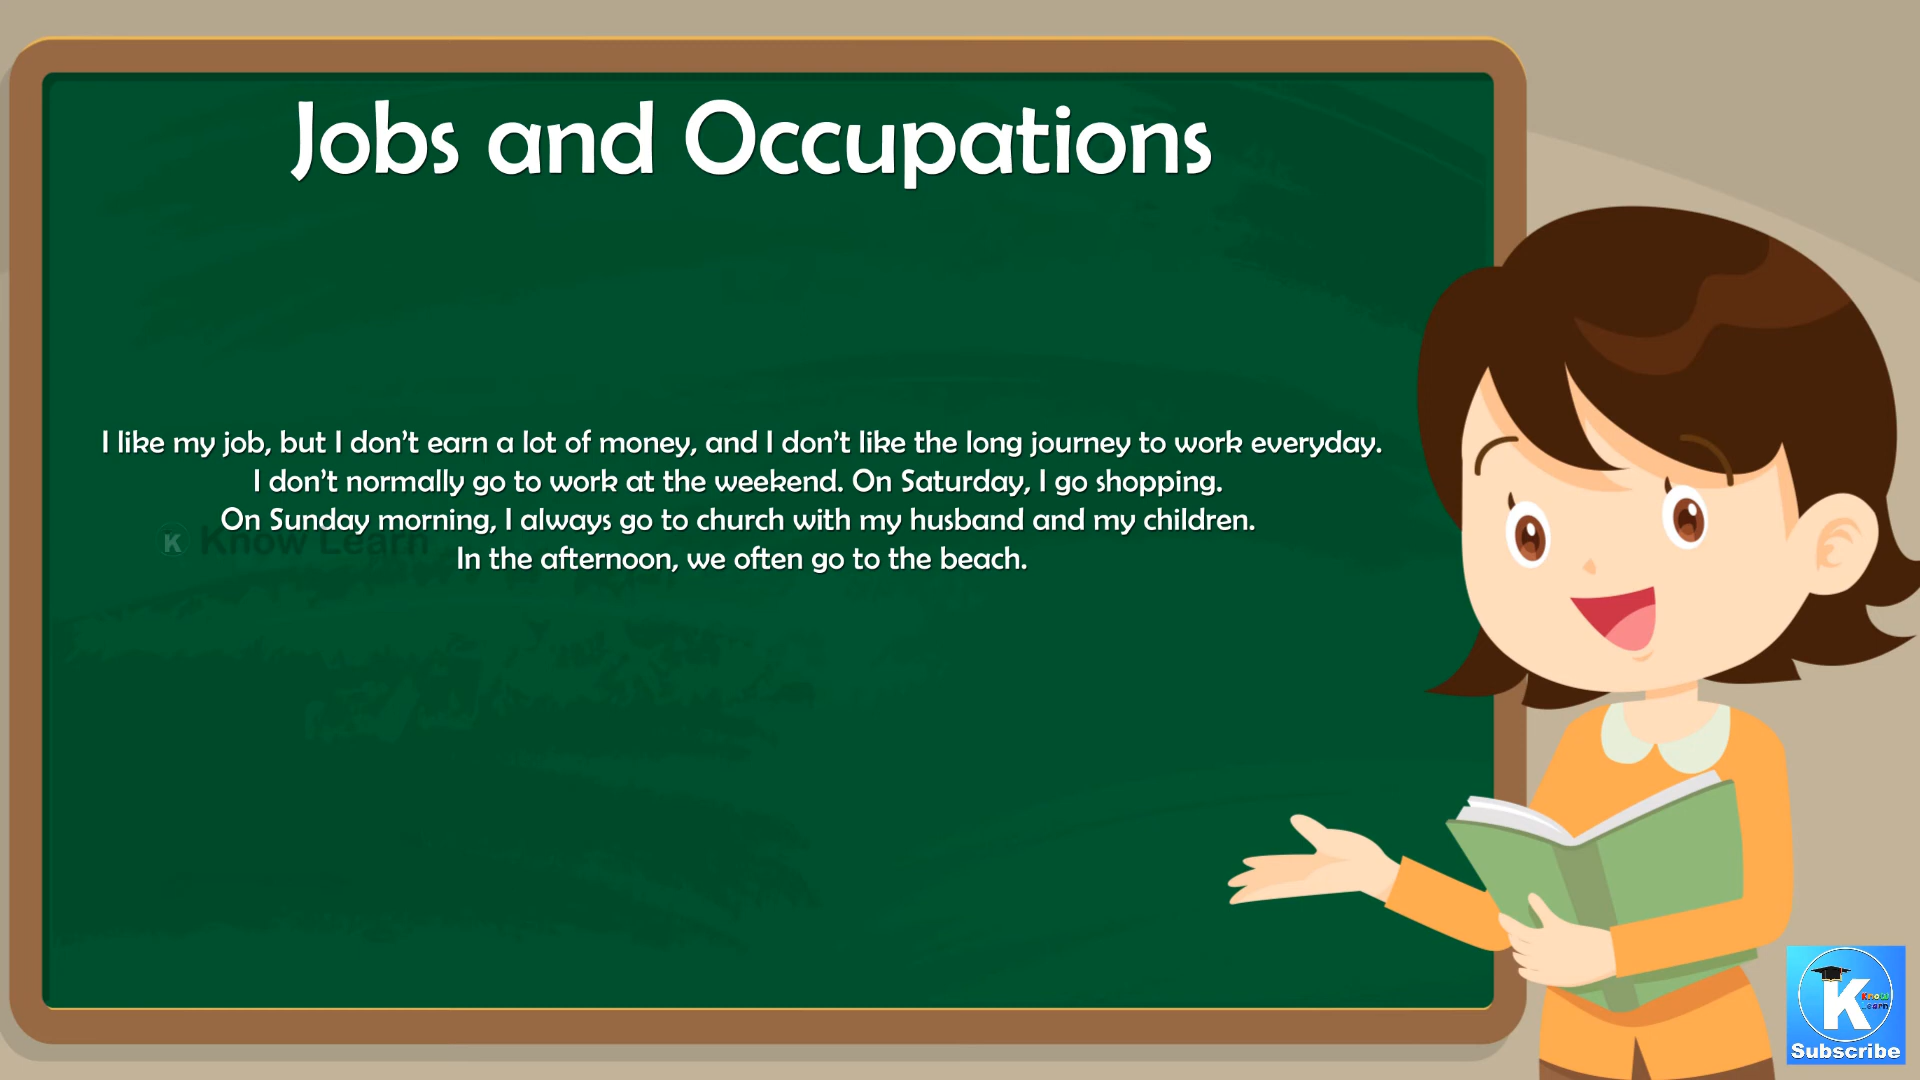 Jobs and Occupations
I like my job, but I don't earn a lot of money, and I don't like the long journey to work everyday.
I don't normally go to work at the weekend. On Saturday, I go shopping.
On Sunday morning, I always go to church with my husband and my children.
K Know Learn
In the afternoon, we often go to the beach.
K Know Learn
Subscribe